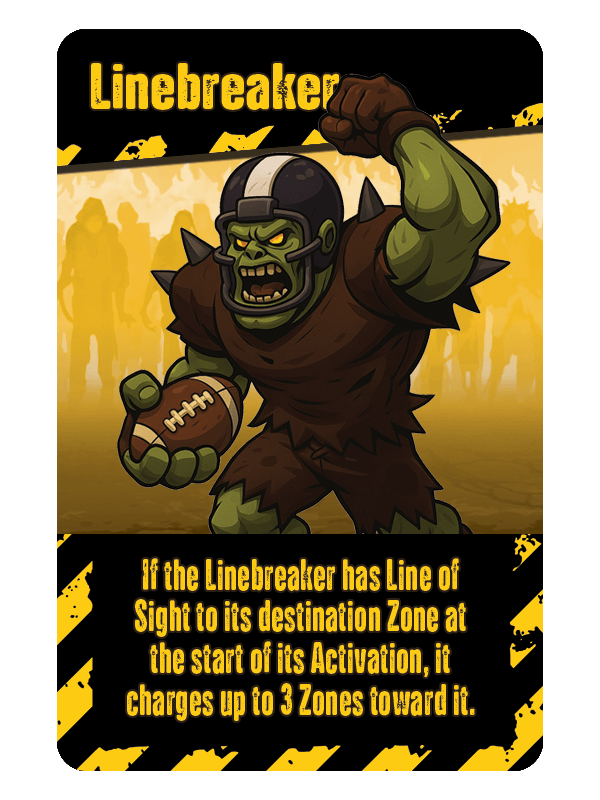 Linebreaker
If the Linebreaker has Line of
Sight to its destination Zone at
the start of its Activation, it
charges up to 3 Zones toward it.